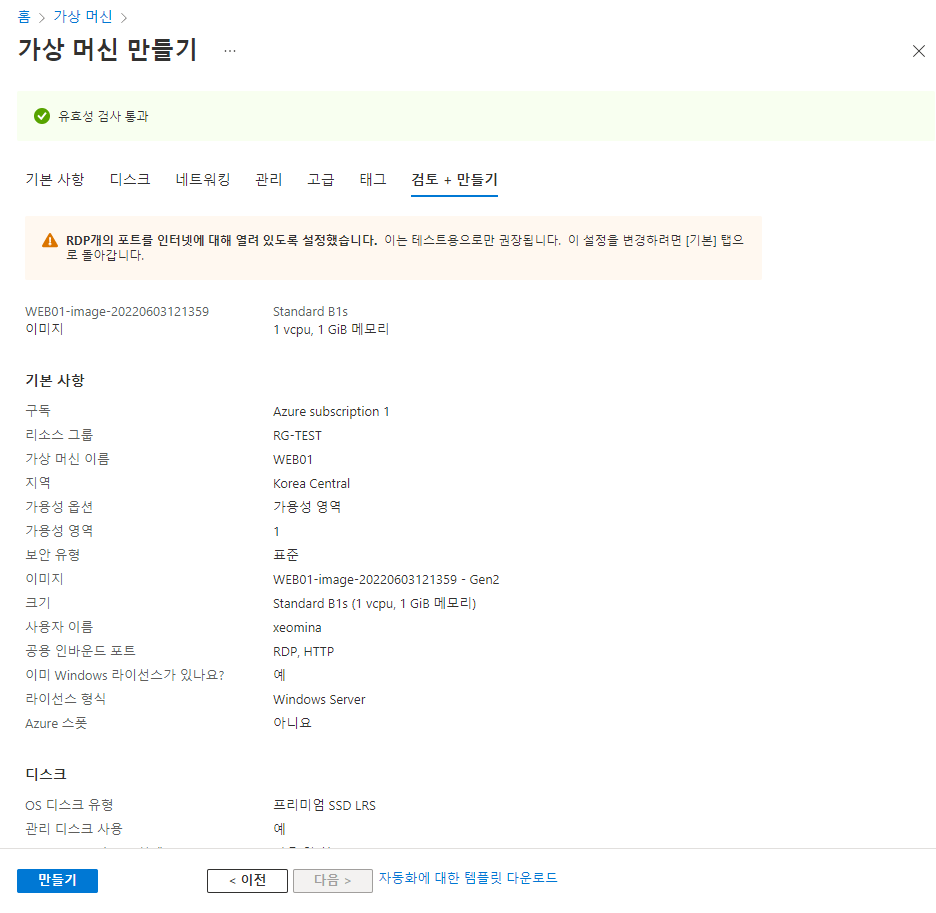 홈 > 가상 머신 >
가상 머신 만들기 ...
유효성 검사 통과
기본 사항 디스크 네트워킹 관리 고급 태그 검토 + 만들기
RDP개의 포트를 인터넷에 대해 열려 있도록 설정했습니다. 이는 테스트용으로만 권장됩니다. 이 설정을 변경하려면 [기본] 탭으
로 돌아갑니다.
WEB01-image-20220603121359 Standard B1s
이미지 1 vcpu, 1 GiB 메모리
기본 사항
구독 Azure subscription 1
리소스 그룹 RG-TEST
가상 머신 이름 WEB01
지역 Korea Central
가용성 옵션 가용성 영역
가용성 영역 1
보안 유형 표준
이미지 WEB01-image-20220603121359 - Gen2
크기 Standard B1s (1 vcpu, 1 GiB 메모리)
사용자 이름 xeomina
공용 인바운드 포트 RDP, HTTP
이미 Windows 라이선스가 있나요? 예
라이선스 형식 Windows Server
Azure 스폿 아니요
디스크
OS 디스크 유형 프리미엄 SSD LRS
관리 디스크 사용 예
만들기 < 이전 다음 > 자동화에 대한 템플릿 다운로드